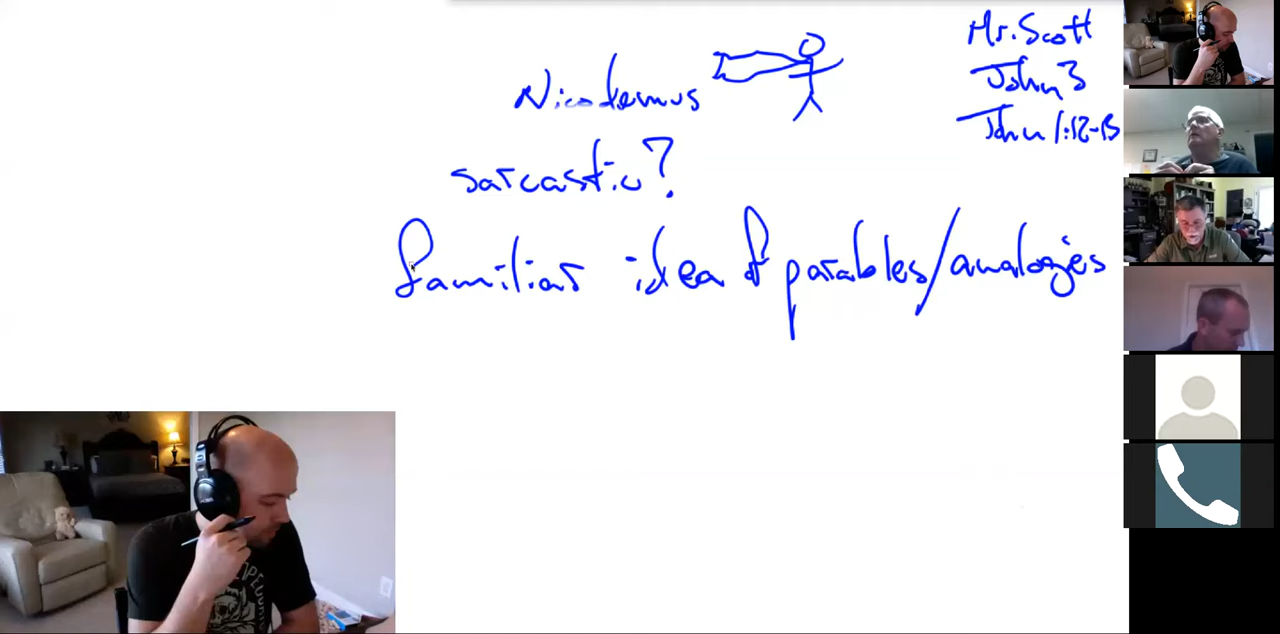 Nicodemus
sarcastic?
familiar idea of parables/analogies
Mr. Scott
John 3
John 1:12-13